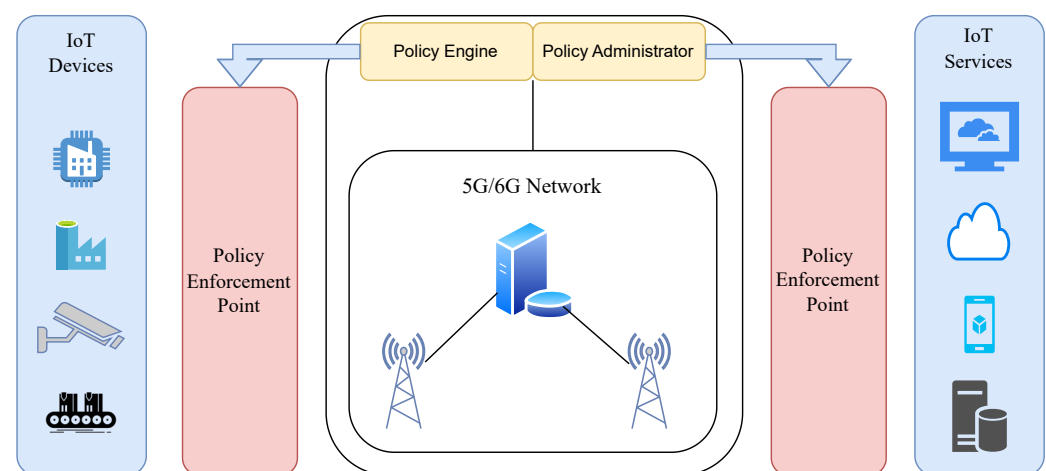 IoT
Devices
Policy Engine
Policy Administrator
IoT
Services
5G/6G Network
Policy
Enforcement
Point
Policy
Enforcement
Point